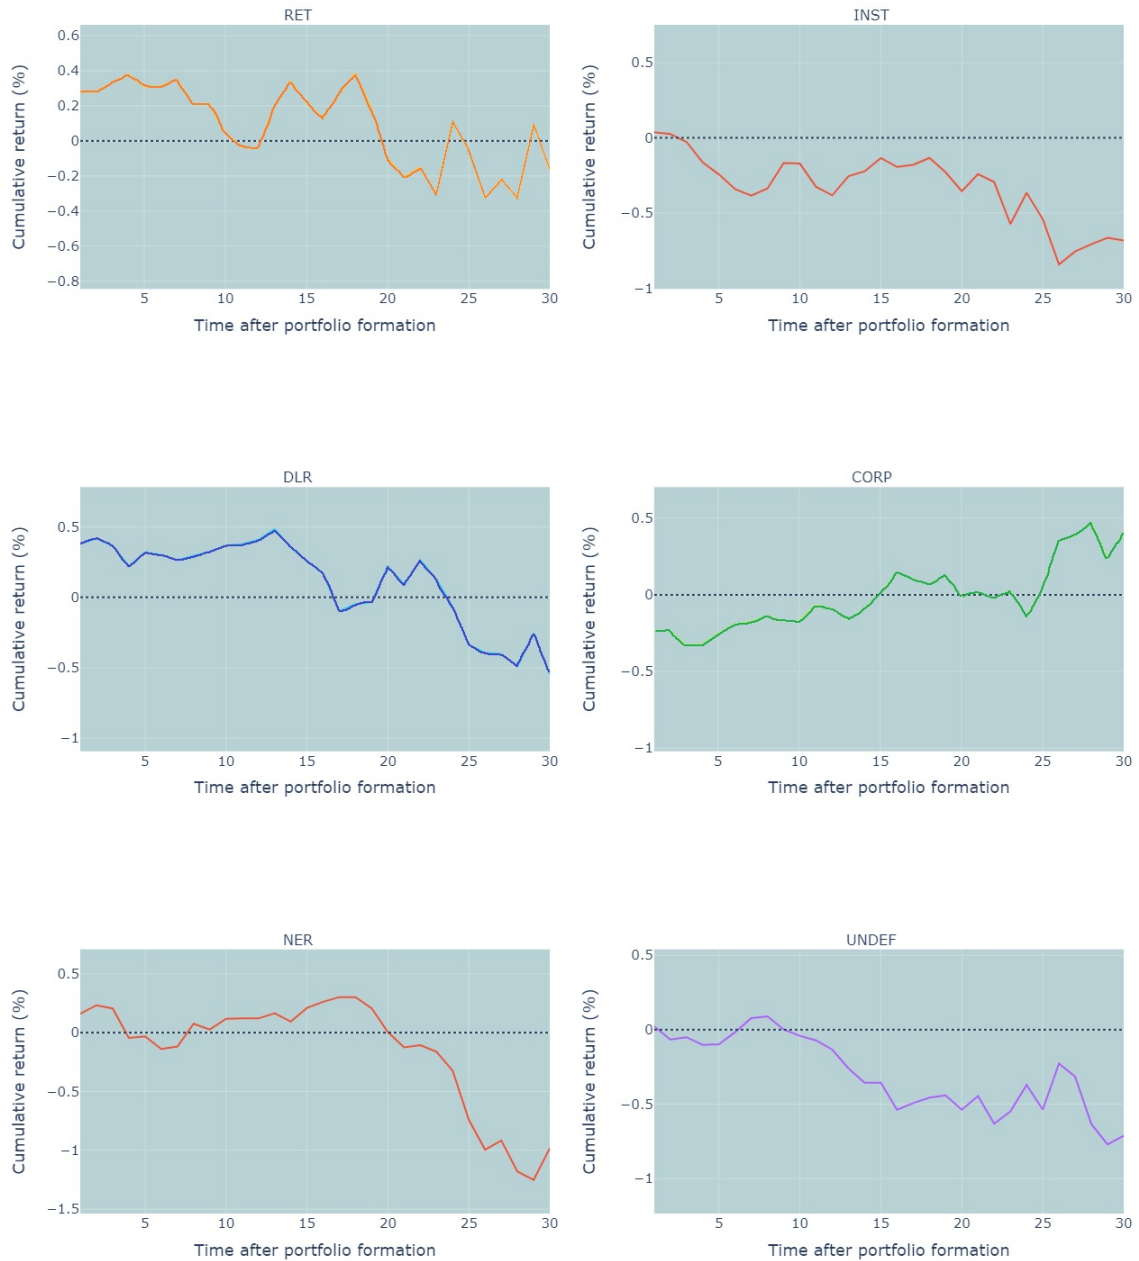 RET
Cumulative return (%)
0.6
0.4
0.2
0
−0.2
−0.4
−0.6
−0.8
5 10 15 20 25 30
Time after portfolio formation
INST
Cumulative return (%)
0.5
0
−0.5
−1
5 10 15 20 25 30
Time after portfolio formation
DLR
Cumulative return (%)
0.5
0
−0.5
−1
5 10 15 20 25 30
Time after portfolio formation
CORP
Cumulative return (%)
0.5
0
−0.5
−1
5 10 15 20 25 30
Time after portfolio formation
NER
Cumulative return (%)
0.5
0
−0.5
−1
−1.5
5 10 15 20 25 30
Time after portfolio formation
UNDEF
Cumulative return (%)
0.5
0
−0.5
−1
5 10 15 20 25 30
Time after portfolio formation